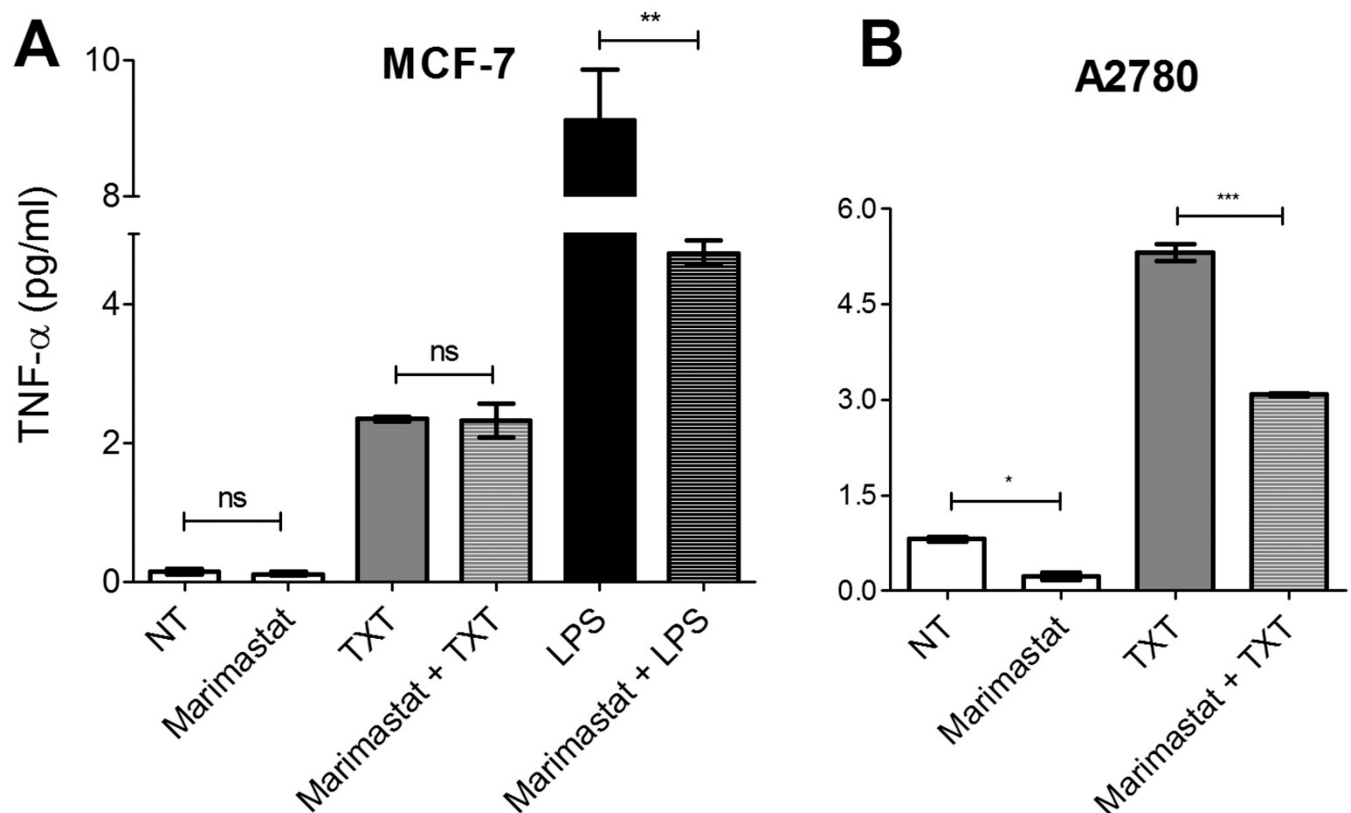 A
MCF-7
**
10
8
4
2
0
TNF-α (pg/ml)
ns
ns
NT
Marimastat
TXT
Marimastat + TXT
LPS
Marimastat + LPS
B
A2780
***
6.0
4.5
3.0
1.5
0.0
*
NT
Marimastat
TXT
Marimastat + TXT